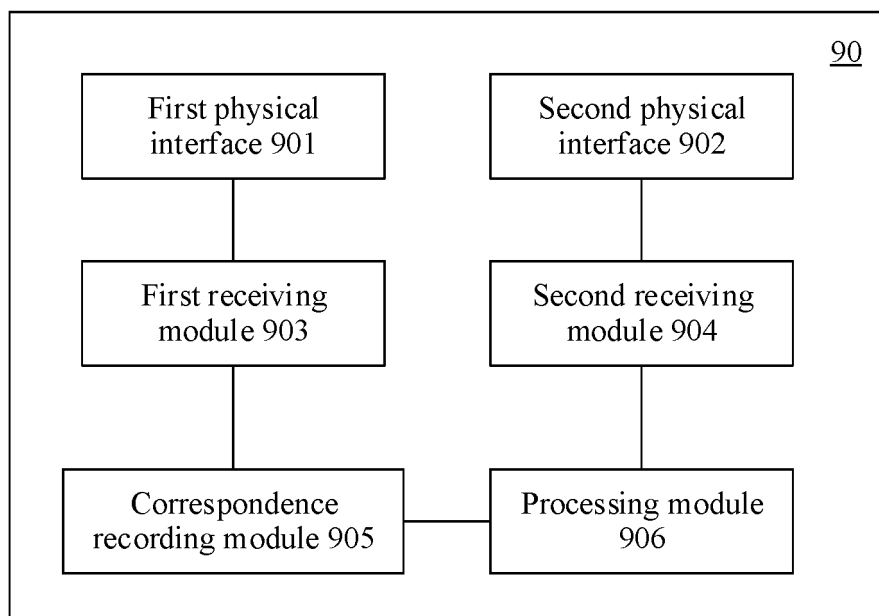 90
First physical
interface 901
Second physical
interface 902
First receiving
module 903
Second receiving
module 904
Correspondence
recording module 905
Processing module
906